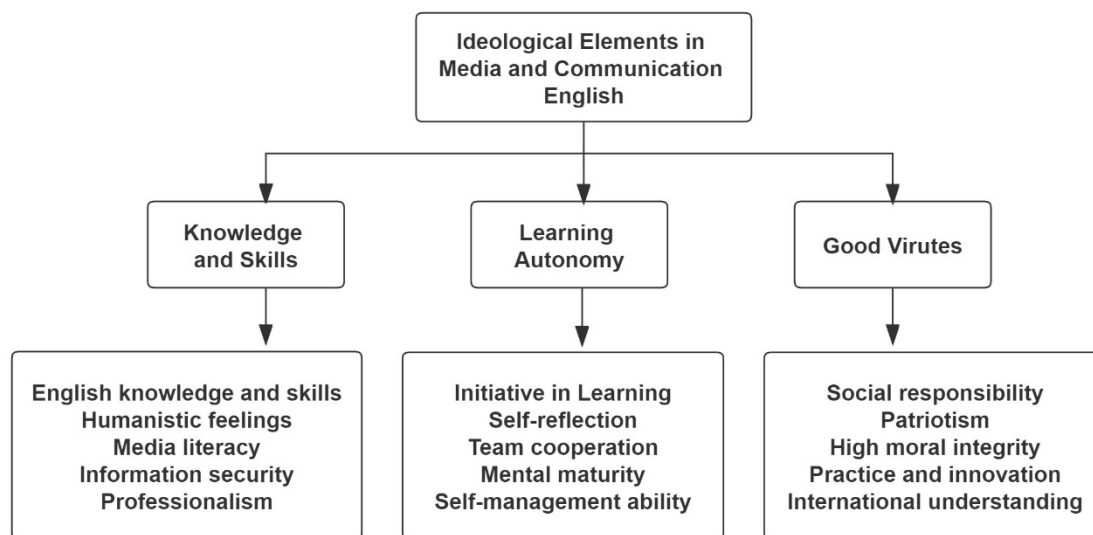 Ideological Elements in
Media and Communication
English
Knowledge
and Skills
Learning
Autonomy
Good Virutes
English knowledge and skills
Humanistic feelings
Media literacy
Information security
Professionalism
Initiative in Learning
Self-reflection
Team cooperation
Mental maturity
Self-management ability
Social responsibility
Patriotism
High moral integrity
Practice and innovation
International understanding